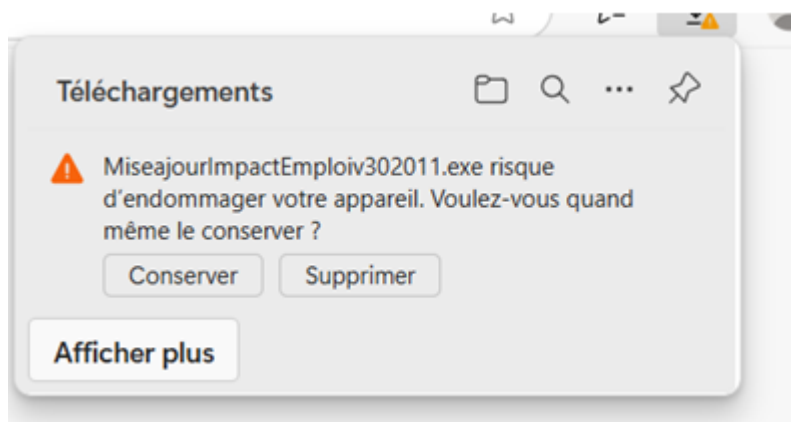 Téléchargements
MiseajourImpactEmploiv302011.exe risque
d'endommager votre appareil. Voulez-vous quand
même le conserver ?
Conserver
Supprimer
Afficher plus